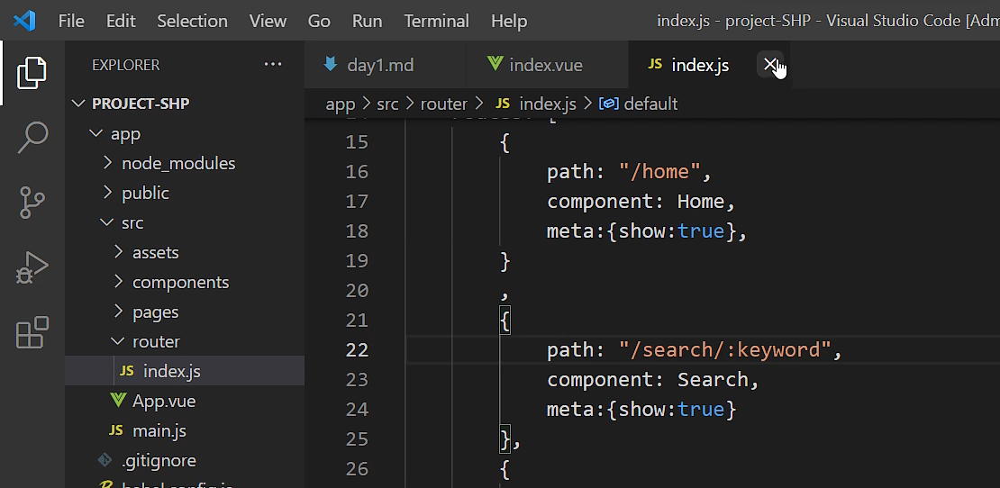 File Edit Selection View Go Run Terminal Help
index.js - project-SHP - Visual Studio Code [Adm
EXPLORER ...
day1.md
index.vue
JS index.js
app > src > router > JS index.js > default
PROJECT-SHP
app
node_modules
public
src
assets
components
pages
router
JS index.js
App.vue
JS main.js
.gitignore
15 {
16 path: "/home",
17 component: Home,
18 meta:{show:true},
19 }
20 ,
21 {
22 path: "/search/:keyword",
23 component: Search,
24 meta:{show:true}
25 },
26 {